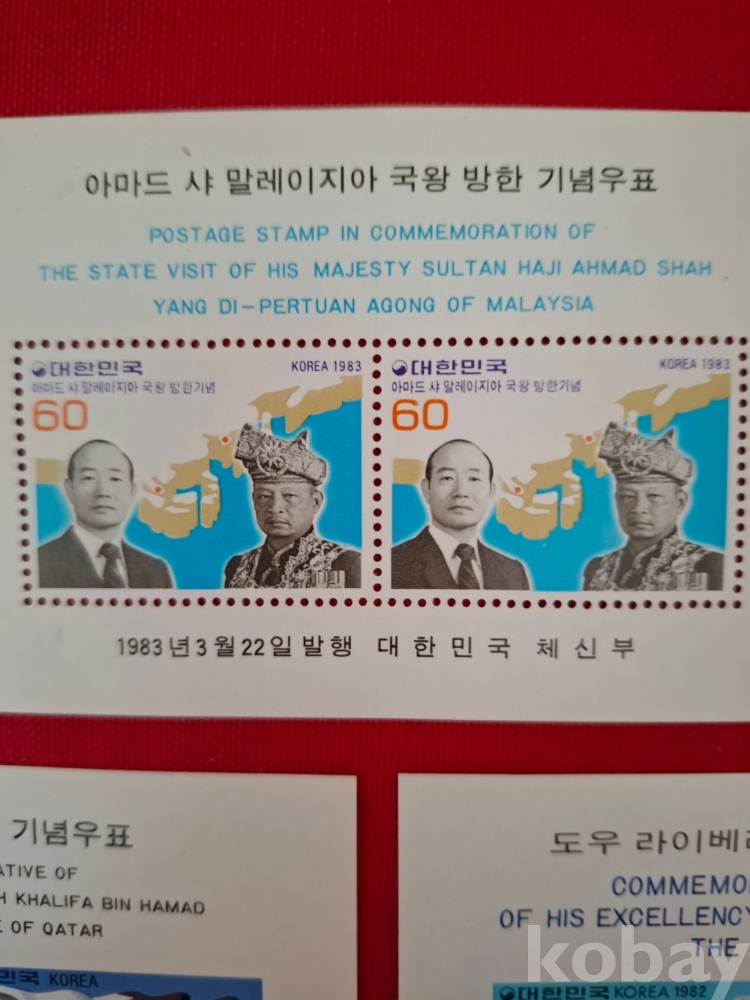 아마드 샤 말레이지아 국왕 방한 기념우표
POSTAGE STAMP IN COMMEMORATION OF
THE STATE VISIT OF HIS MAJESTY SULTAN HAJI AHMAD SHAH
YANG DI-PERTUAN AGONG OF MALAYSIA
대한민국 KOREA 1983
아마드 샤 말레이지아 국왕 방한기념
60
대한민국 KOREA 1983
아마드 샤 말레이지아 국왕 방한기념
60
1983년 3월 22일 발행 대한민국 체신부
기념우표
ATIVE OF
H KHALIFA BIN HAMAD
E OF QATAR
민국 KOREA
도우 라이베
COMMEMO
OF HIS EXCELLENCY
THE
대한민국 KOREA 1982
kobay